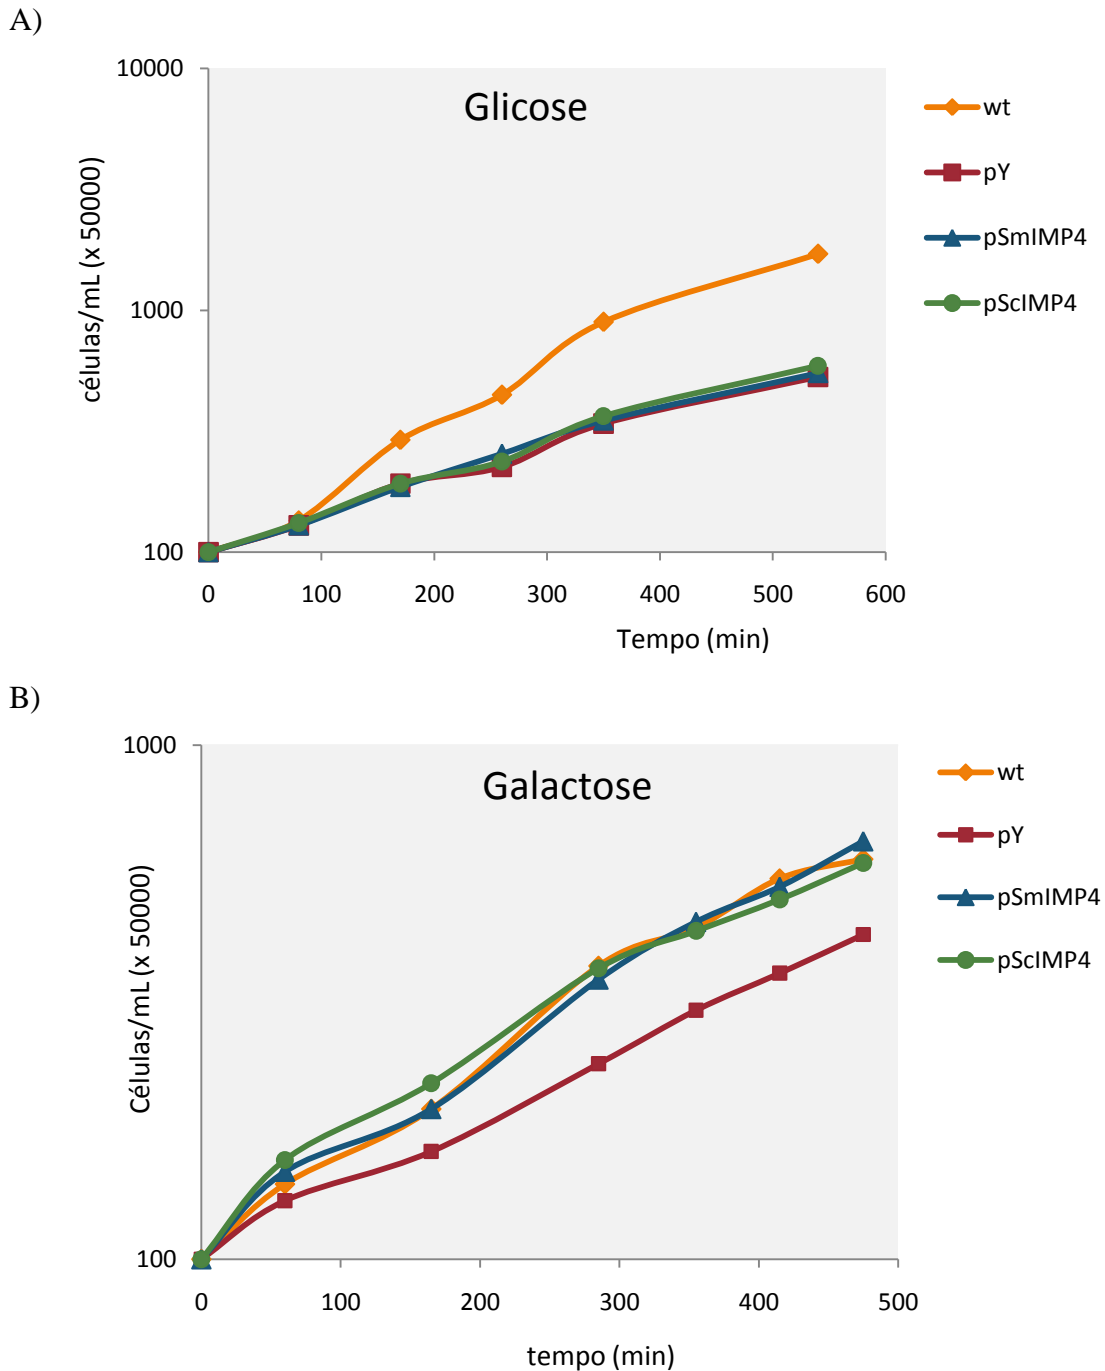 A)
Glicose
células/mL (x 50000)
10000
1000
100
0 100 200 300 400 500 600
Tempo (min)
wt
pY
pSmIMP4
pScIMP4
B)
Galactose
Células/mL (x 50000)
1000
100
0 100 200 300 400 500
tempo (min)
wt
pY
pSmIMP4
pScIMP4